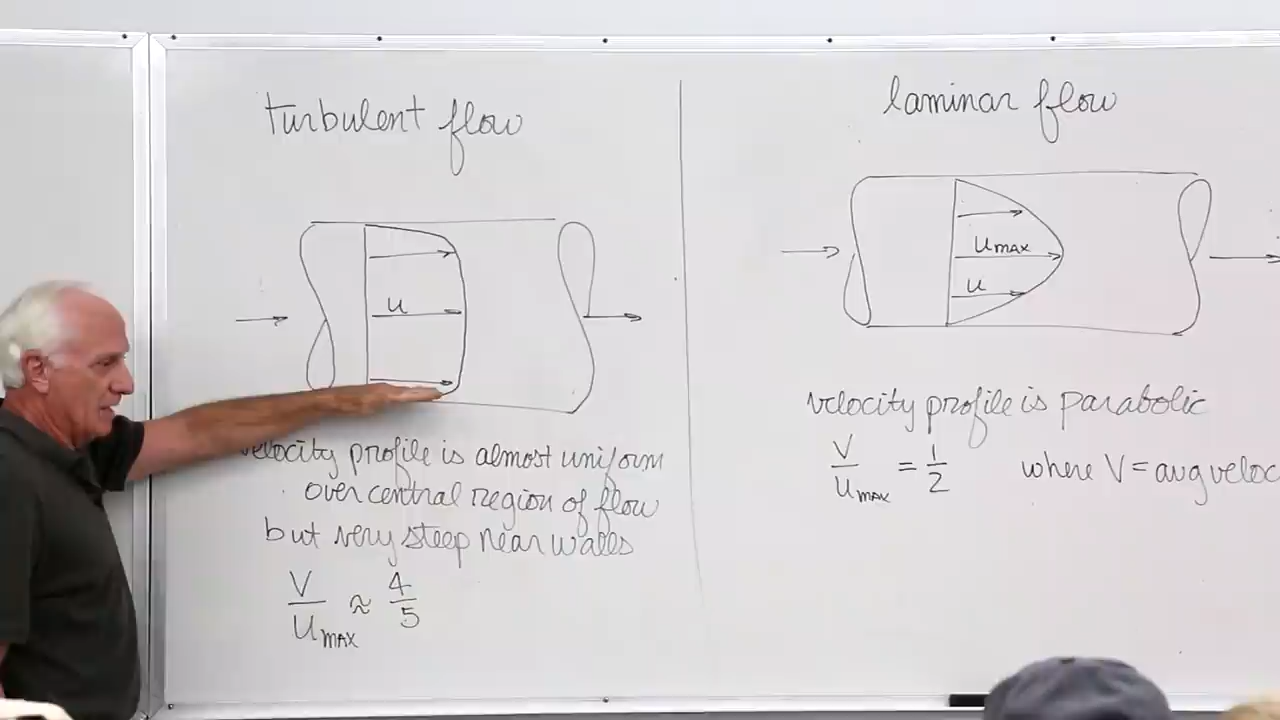 turbulent flow
u
velocity profile is almost uniform
over central region of flow
but very steep near walls
V/uMAX ≈ 4/5
laminar flow
uMAX
u
velocity profile is parabolic
V/uMAX = 1/2 where V = avg veloc